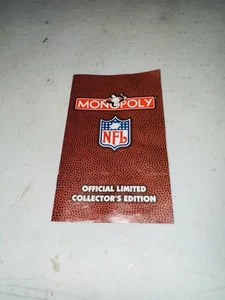 MONOPOLY
NFL
OFFICIAL LIMITED
COLLECTOR'S EDITION